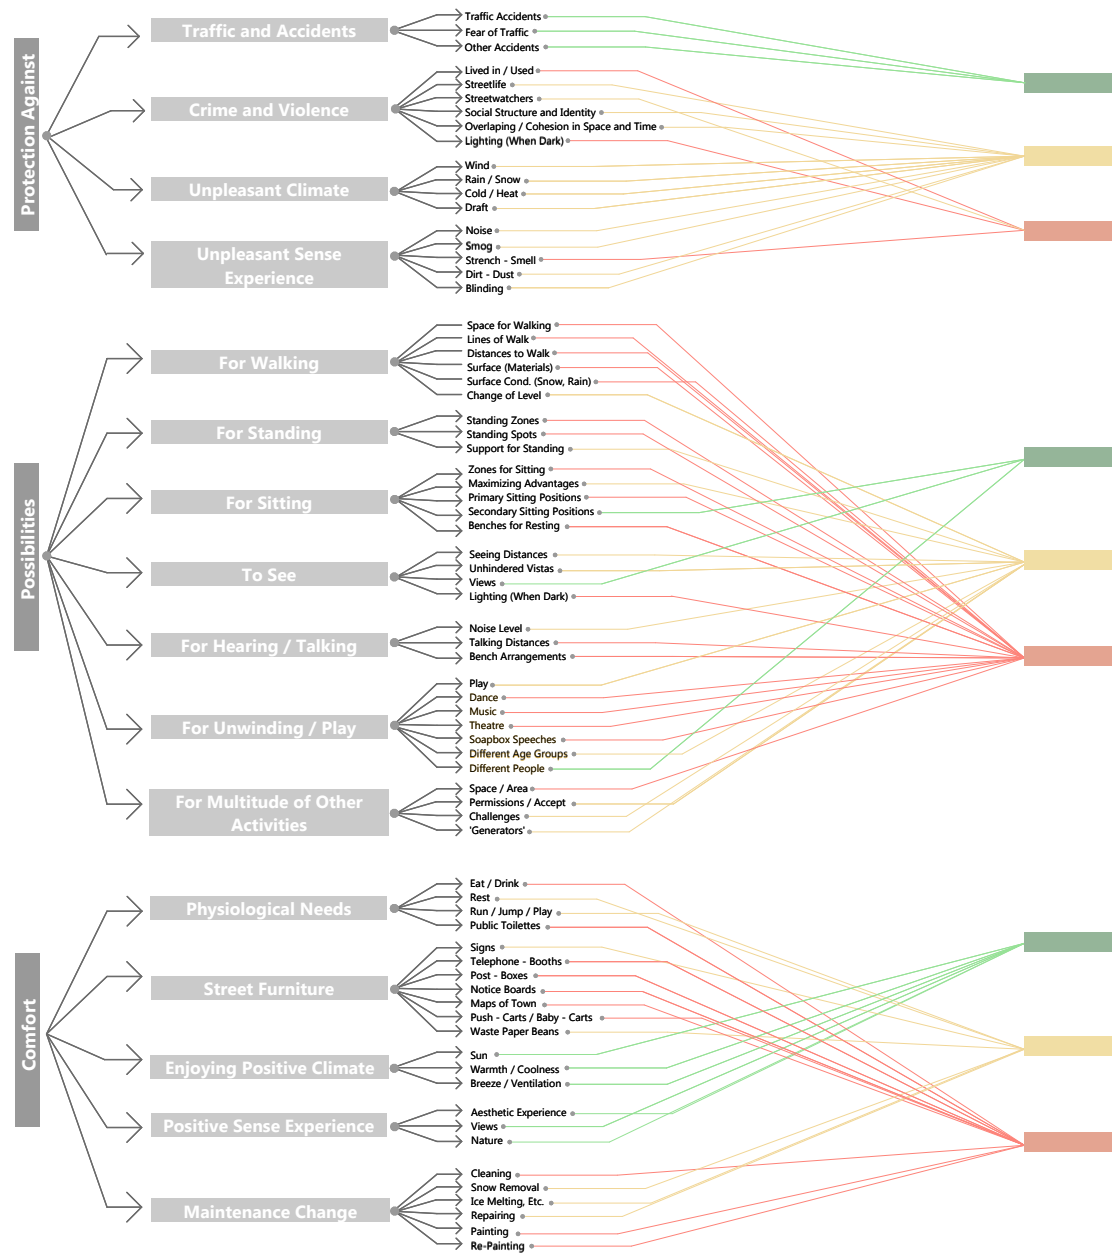 Protection Against
Traffic and Accidents
Traffic Accidents
Fear of Traffic
Other Accidents
Crime and Violence
Lived in / Used
Streetlife
Streetwatchers
Social Structure and Identity
Overlaping / Cohesion in Space and Time
Lighting (When Dark)
Unpleasant Climate
Wind
Rain / Snow
Cold / Heat
Draft
Unpleasant Sense
Experience
Noise
Smog
Strench - Smell
Dirt - Dust
Blinding
Possibilities
For Walking
Space for Walking
Lines of Walk
Distances to Walk
Surface (Materials)
Surface Cond. (Snow, Rain)
Change of Level
For Standing
Standing Zones
Standing Spots
Support for Standing
For Sitting
Zones for Sitting
Maximizing Advantages
Primary Sitting Positions
Secondary Sitting Positions
Benches for Resting
To See
Seeing Distances
Unhindered Vistas
Views
Lighting (When Dark)
For Hearing / Talking
Noise Level
Talking Distances
Bench Arrangements
For Unwinding / Play
Play
Dance
Music
Theatre
Soapbox Speeches
Different Age Groups
Different People
For Multitude of Other
Activities
Space / Area
Permissions / Accept
Challenges
'Generators'
Comfort
Physiological Needs
Eat / Drink
Rest
Run / Jump / Play
Public Toilettes
Street Furniture
Signs
Telephone - Booths
Post - Boxes
Notice Boards
Maps of Town
Push - Carts / Baby - Carts
Waste Paper Beans
Enjoying Positive Climate
Sun
Warmth / Coolness
Breeze / Ventilation
Positive Sense Experience
Aesthetic Experience
Views
Nature
Maintenance Change
Cleaning
Snow Removal
Ice Melting, Etc.
Repairing
Painting
Re-Painting